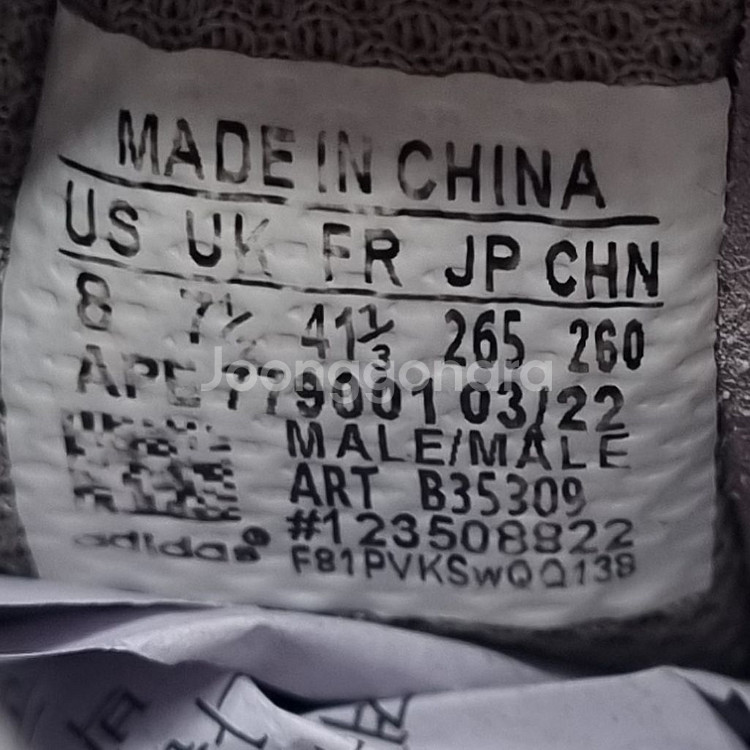 MADE IN CHINA
US UK FR JP CHN
8 7½ 41⅓ 265 260
APE 779001 03/22
Joonggonara
MALE/MALE
ART B35309
#123508822
adidas®
F81PVKSwQQ138